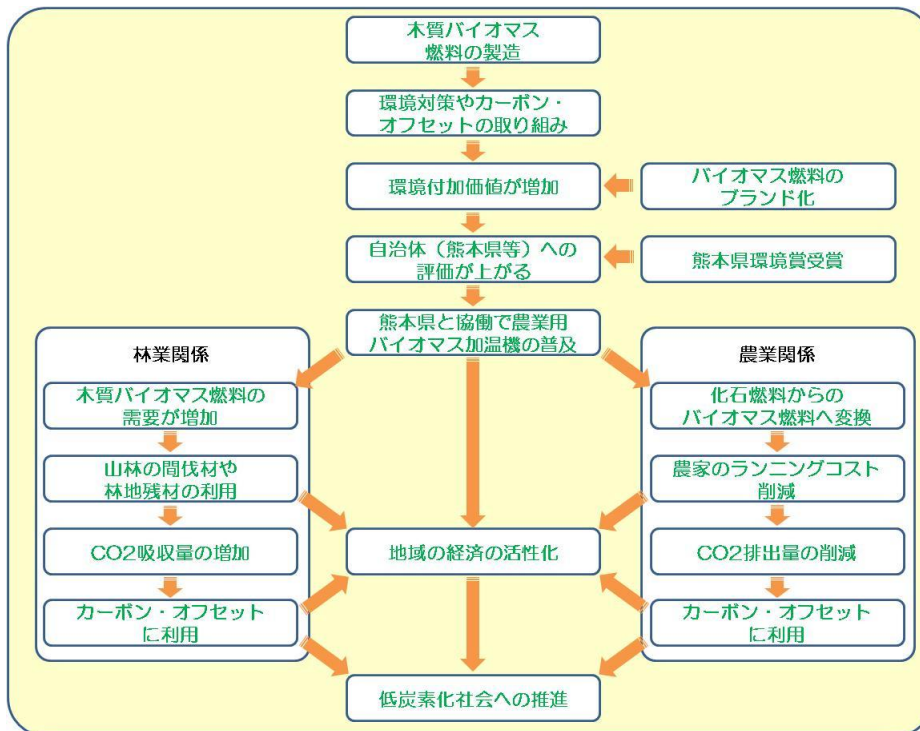 木質バイオマス
燃料の製造
環境対策やカーボン・
オフセットの取り組み
環境付加価値が増加
バイオマス燃料の
ブランド化
自治体（熊本県等）への
評価が上がる
熊本県環境賞受賞
熊本県と協働で農業用
バイオマス加温機の普及
林業関係
木質バイオマス燃料の
需要が増加
山林の間伐材や
林地残材の利用
CO2吸収量の増加
カーボン・オフセット
に利用
農業関係
化石燃料からの
バイオマス燃料へ変換
農家のランニングコスト
削減
CO2排出量の削減
カーボン・オフセット
に利用
地域の経済の活性化
低炭素化社会への推進